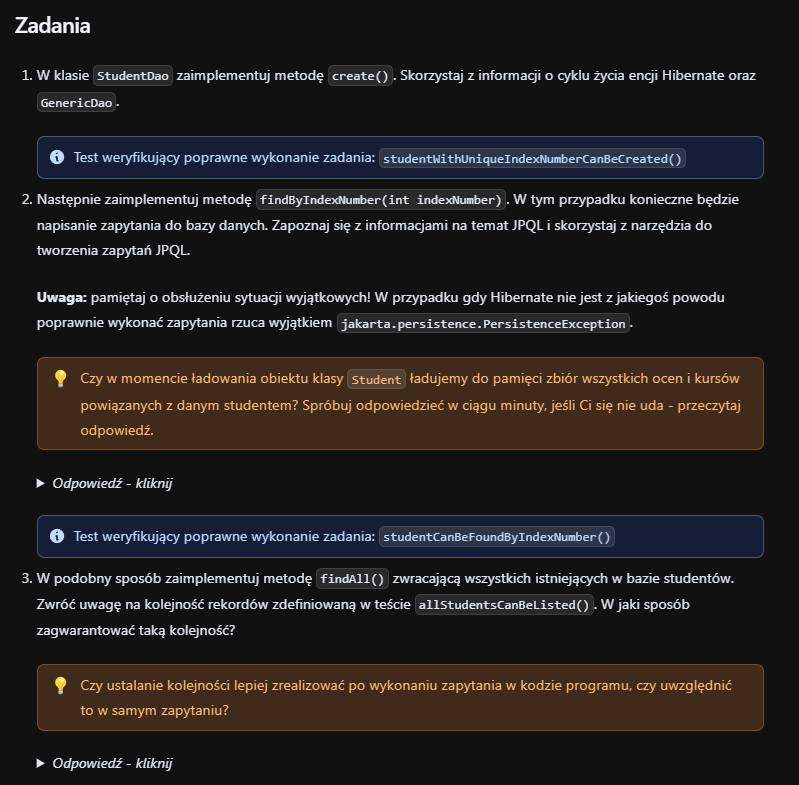 Zadania
1. W klasie StudentDao zaimplementuj metodę create(). Skorzystaj z informacji o cyklu życia encji Hibernate oraz
GenericDao.
Test weryfikujący poprawne wykonanie zadania: studentWithUniqueIndexNumberCanBeCreated()
2. Następnie zaimplementuj metodę findByIndexNumber(int indexNumber). W tym przypadku konieczne będzie
napisanie zapytania do bazy danych. Zapoznaj się z informacjami na temat JPQL i skorzystaj z narzędzia do
tworzenia zapytań JPQL.
Uwaga: pamiętaj o obsłużeniu sytuacji wyjątkowych! W przypadku gdy Hibernate nie jest z jakiegoś powodu
poprawnie wykonać zapytania rzuca wyjątkiem jakarta.persistence.PersistenceException.
Czy w momencie ładowania obiektu klasy Student ładujemy do pamięci zbiór wszystkich ocen i kursów
powiązanych z danym studentem? Spróbuj odpowiedzieć w ciągu minuty, jeśli Ci się nie uda - przeczytaj
odpowiedź.
Odpowiedź - kliknij
Test weryfikujący poprawne wykonanie zadania: studentCanBeFoundByIndexNumber()
3. W podobny sposób zaimplementuj metodę findAll() zwracającą wszystkich istniejących w bazie studentów.
Zwróć uwagę na kolejność rekordów zdefiniowaną w teście allStudentsCanBeListed(). W jaki sposób
zagwarantować taką kolejność?
Czy ustalanie kolejności lepiej zrealizować po wykonaniu zapytania w kodzie programu, czy uwzględnić
to w samym zapytaniu?
Odpowiedź - kliknij